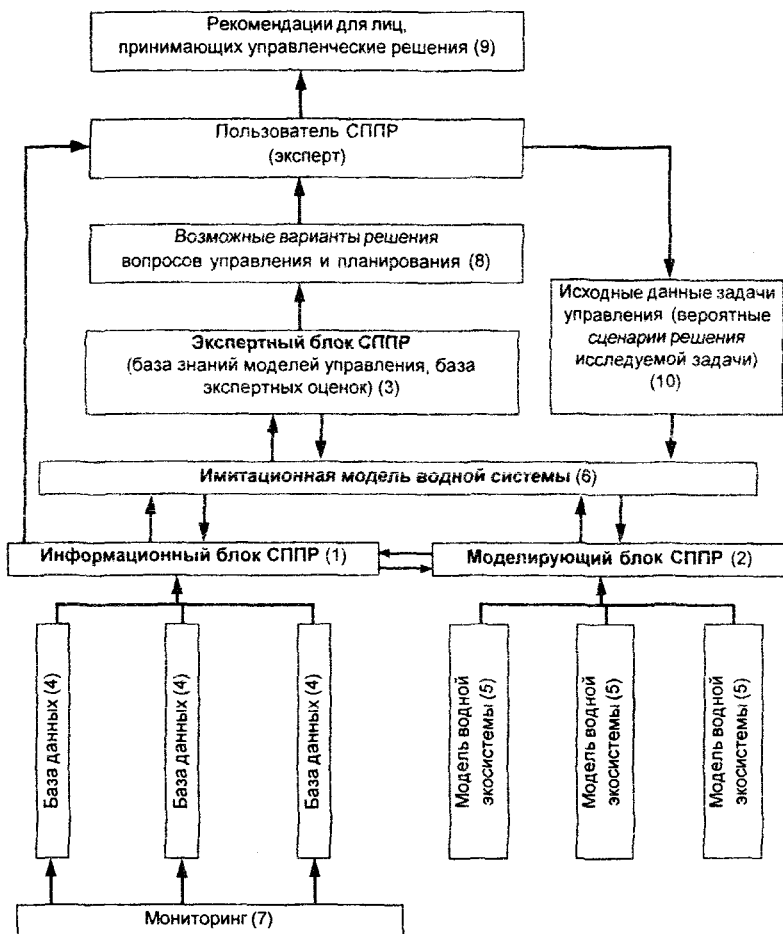 Рекомендации для лиц,
принимающих управленческие решения (9)
Пользователь СППР
(эксперт)
Возможные варианты решения
вопросов управления и планирования (8)
Экспертный блок СППР
(база знаний моделей управления, база
экспертных оценок) (3)
Исходные данные задачи
управления (вероятные
сценарии решения
исследуемой задачи)
(10)
Имитационная модель водной системы (6)
Информационный блок СППР (1)
Моделирующий блок СППР (2)
База данных (4)
База данных (4)
База данных (4)
Модель водной
экосистемы (5)
Модель водной
экосистемы (5)
Модель водной
экосистемы (5)
Мониторинг (7)